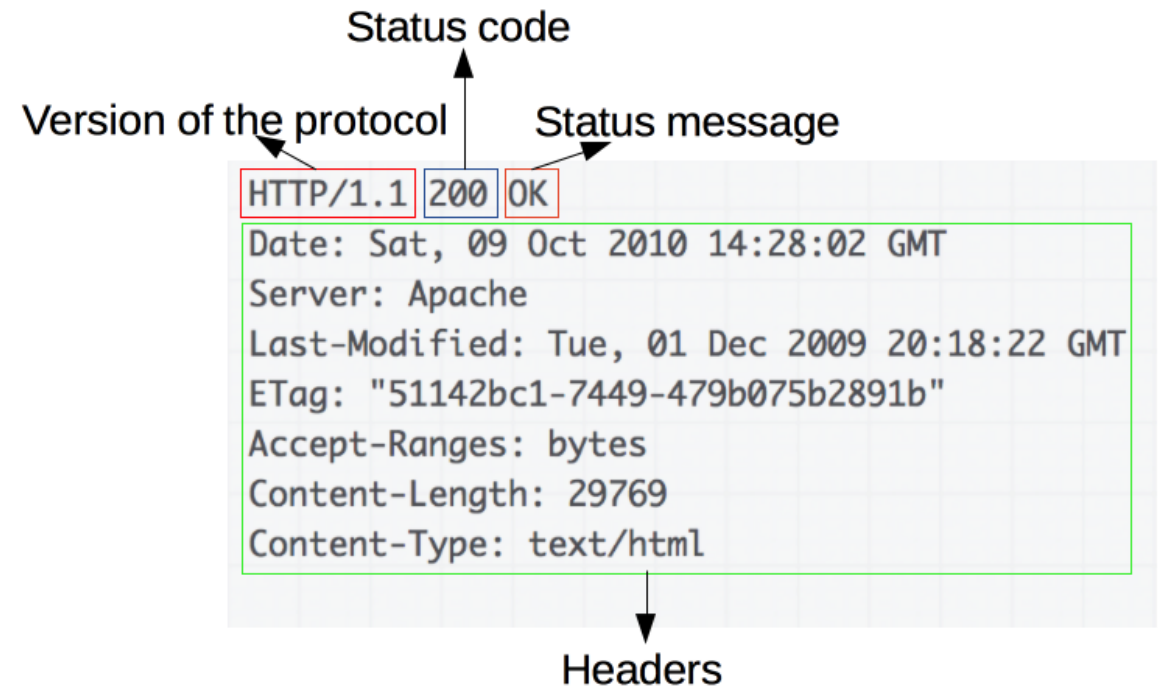 Status code
Version of the protocol
Status message
HTTP/1.1 200 OK
Date: Sat, 09 Oct 2010 14:28:02 GMT
Server: Apache
Last-Modified: Tue, 01 Dec 2009 20:18:22 GMT
ETag: "51142bc1-7449-479b075b2891b"
Accept-Ranges: bytes
Content-Length: 29769
Content-Type: text/html
Headers